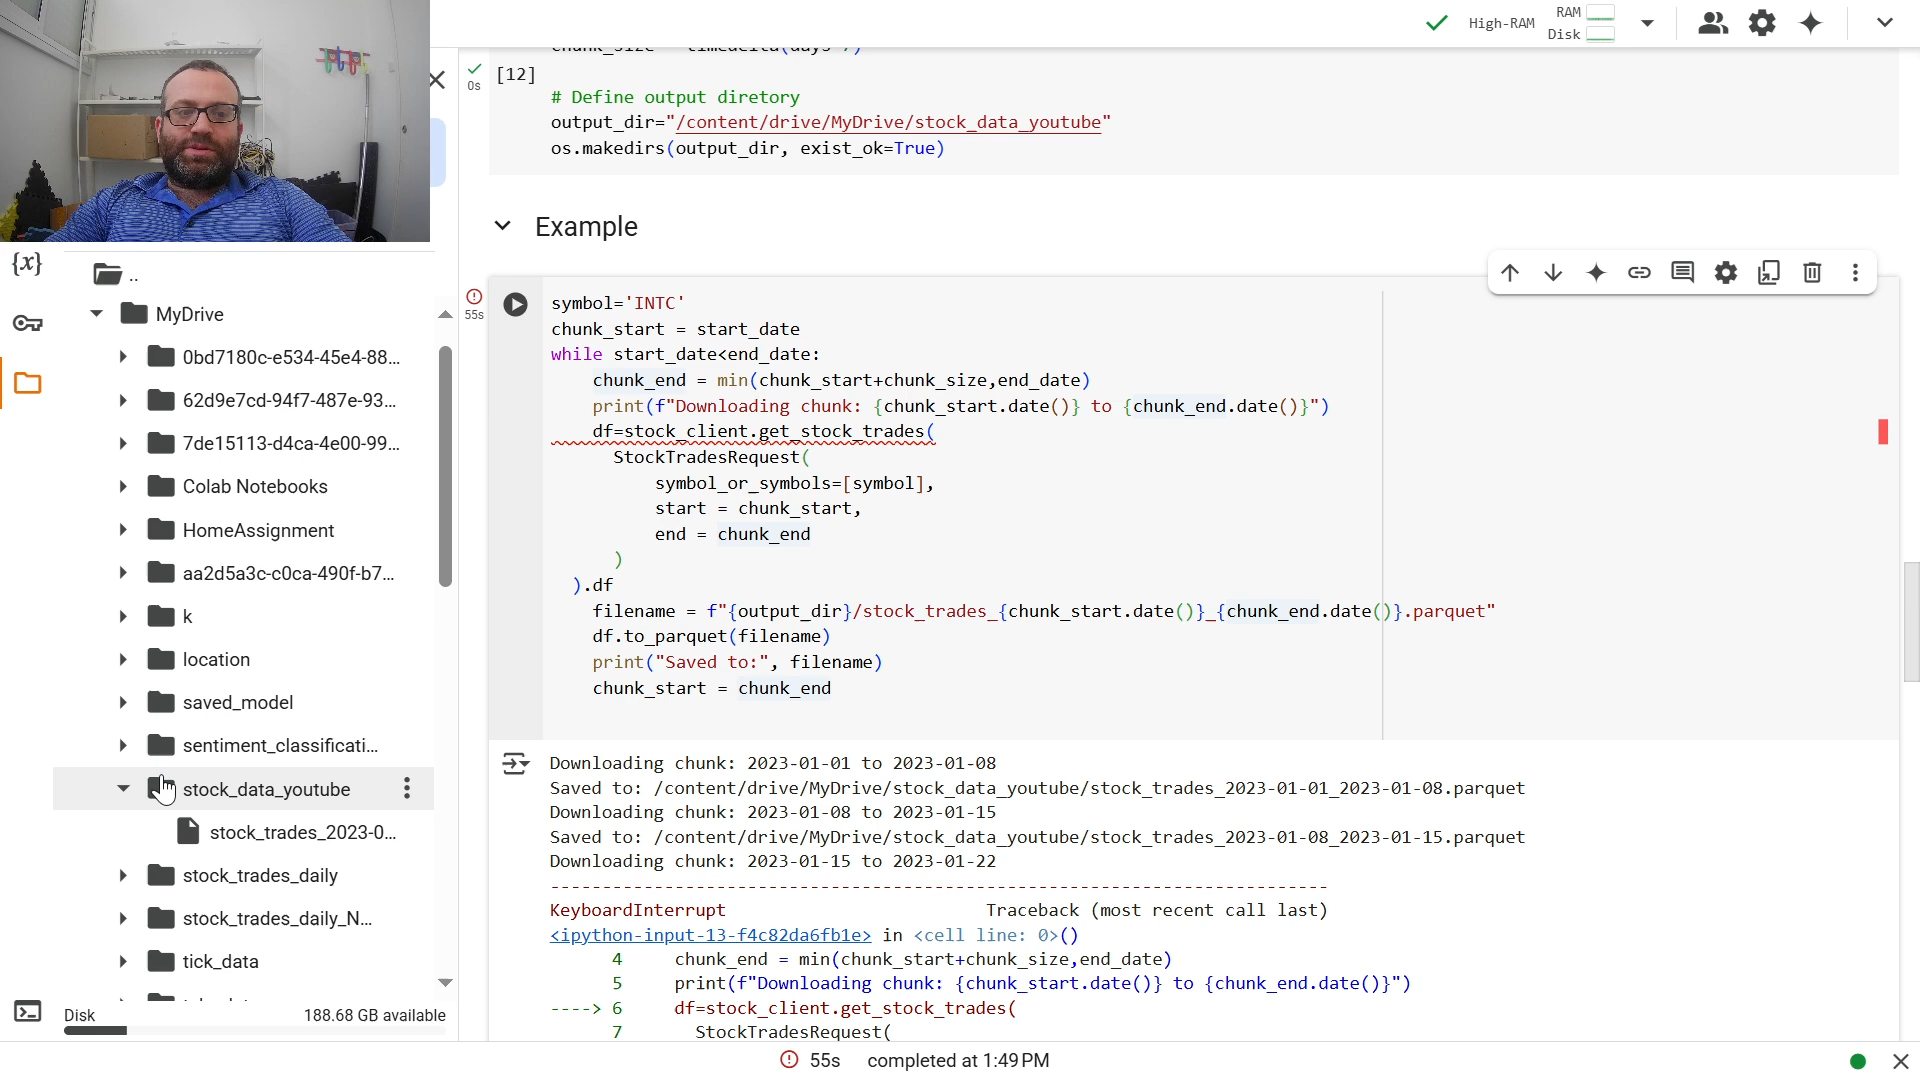 High-RAM
RAM
Disk
[12]
0s
# Define output diretory
output_dir="/content/drive/MyDrive/stock_data_youtube"
os.makedirs(output_dir, exist_ok=True)
Example
{x}
..
MyDrive
0bd7180c-e534-45e4-88...
62d9e7cd-94f7-487e-93...
7de15113-d4ca-4e00-99...
Colab Notebooks
HomeAssignment
aa2d5a3c-c0ca-490f-b7...
k
location
saved_model
sentiment_classificati...
stock_data_youtube
stock_trades_2023-0...
stock_trades_daily
stock_trades_daily_N...
tick_data
Disk
188.68 GB available
55s
symbol='INTC'
chunk_start = start_date
while start_date<end_date:
chunk_end = min(chunk_start+chunk_size,end_date)
print(f"Downloading chunk: {chunk_start.date()} to {chunk_end.date()}")
df=stock_client.get_stock_trades(
StockTradesRequest(
symbol_or_symbols=[symbol],
start = chunk_start,
end = chunk_end
)
).df
filename = f"{output_dir}/stock_trades_{chunk_start.date()}_{chunk_end.date()}.parquet"
df.to_parquet(filename)
print("Saved to:", filename)
chunk_start = chunk_end
Downloading chunk: 2023-01-01 to 2023-01-08
Saved to: /content/drive/MyDrive/stock_data_youtube/stock_trades_2023-01-01_2023-01-08.parquet
Downloading chunk: 2023-01-08 to 2023-01-15
Saved to: /content/drive/MyDrive/stock_data_youtube/stock_trades_2023-01-08_2023-01-15.parquet
Downloading chunk: 2023-01-15 to 2023-01-22
---------------------------------------------------------------------------
KeyboardInterrupt                         Traceback (most recent call last)
<ipython-input-13-f4c82da6fb1e> in <cell line: 0>()
4     chunk_end = min(chunk_start+chunk_size,end_date)
5     print(f"Downloading chunk: {chunk_start.date()} to {chunk_end.date()}")
----> 6     df=stock_client.get_stock_trades(
7       StockTradesRequest(
55s completed at 1:49 PM